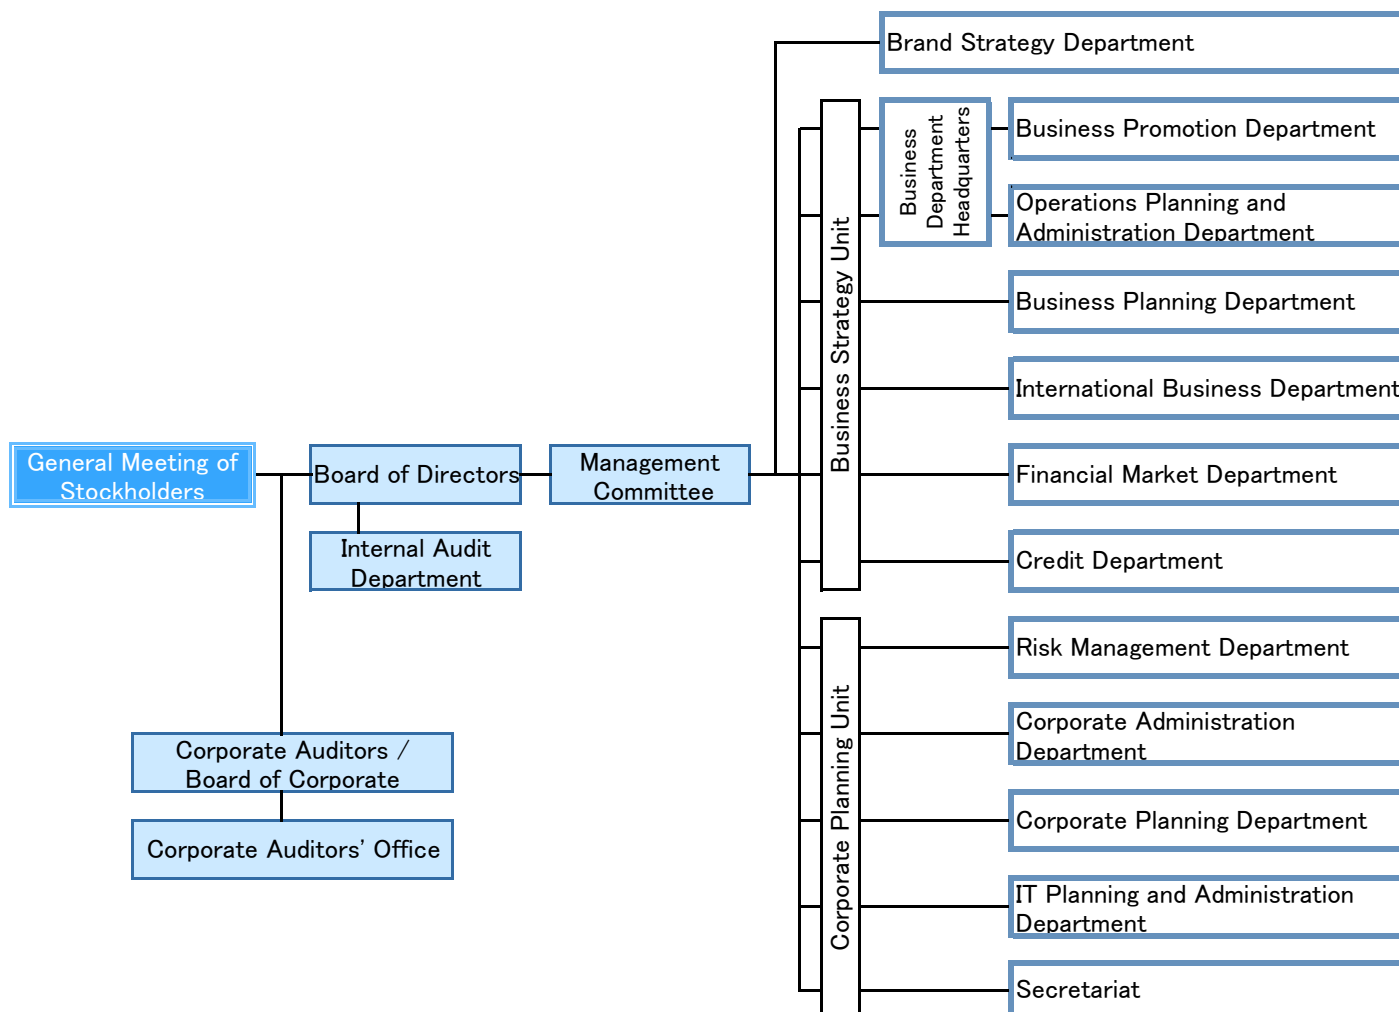 Brand Strategy Department
Business
Department
Headquarters
Business Promotion Department
Operations Planning and
Administration Department
Business Strategy Unit
Business Planning Department
International Business Department
General Meeting of
Stockholders
Board of Directors
Management
Committee
Financial Market Department
Internal Audit
Department
Credit Department
Corporate Planning Unit
Risk Management Department
Corporate Auditors /
Board of Corporate
Corporate Administration
Department
Corporate Auditors' Office
Corporate Planning Department
IT Planning and Administration
Department
Secretariat